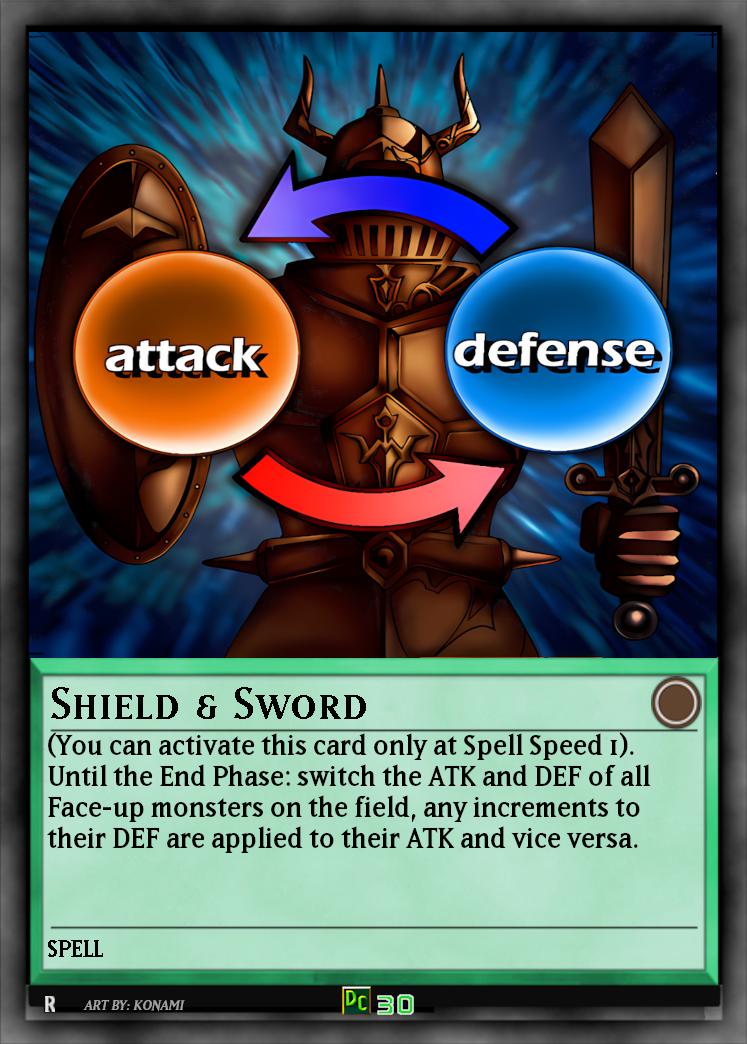 attack
defense
Shield & Sword
(You can activate this card only at Spell Speed 1).
Until the End Phase: switch the ATK and DEF of all
Face-up monsters on the field, any increments to
their DEF are applied to their ATK and vice versa.
SPELL
R ART BY: KONAMI DC 30